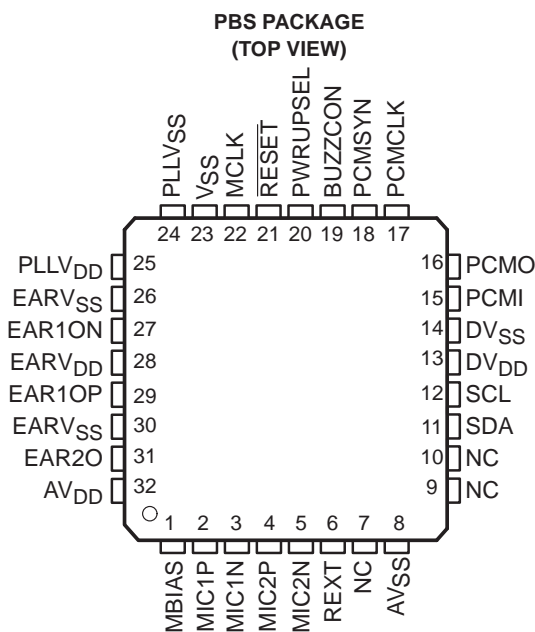 PBS PACKAGE
(TOP VIEW)
PLLVSS
VSS
MCLK
RESET
PWRUPSEL
BUZZCON
PCMSYN
PCMCLK
24 23 22 21 20 19 18 17
PLLVDD 25
EARVSS 26
EAR1ON 27
EARVDD 28
EAR1OP 29
EARVSS 30
EAR2O 31
AVDD 32
16 PCMO
15 PCMI
14 DVSS
13 DVDD
12 SCL
11 SDA
10 NC
9 NC
1 2 3 4 5 6 7 8
MBIAS
MIC1P
MIC1N
MIC2P
MIC2N
REXT
NC
AVSS